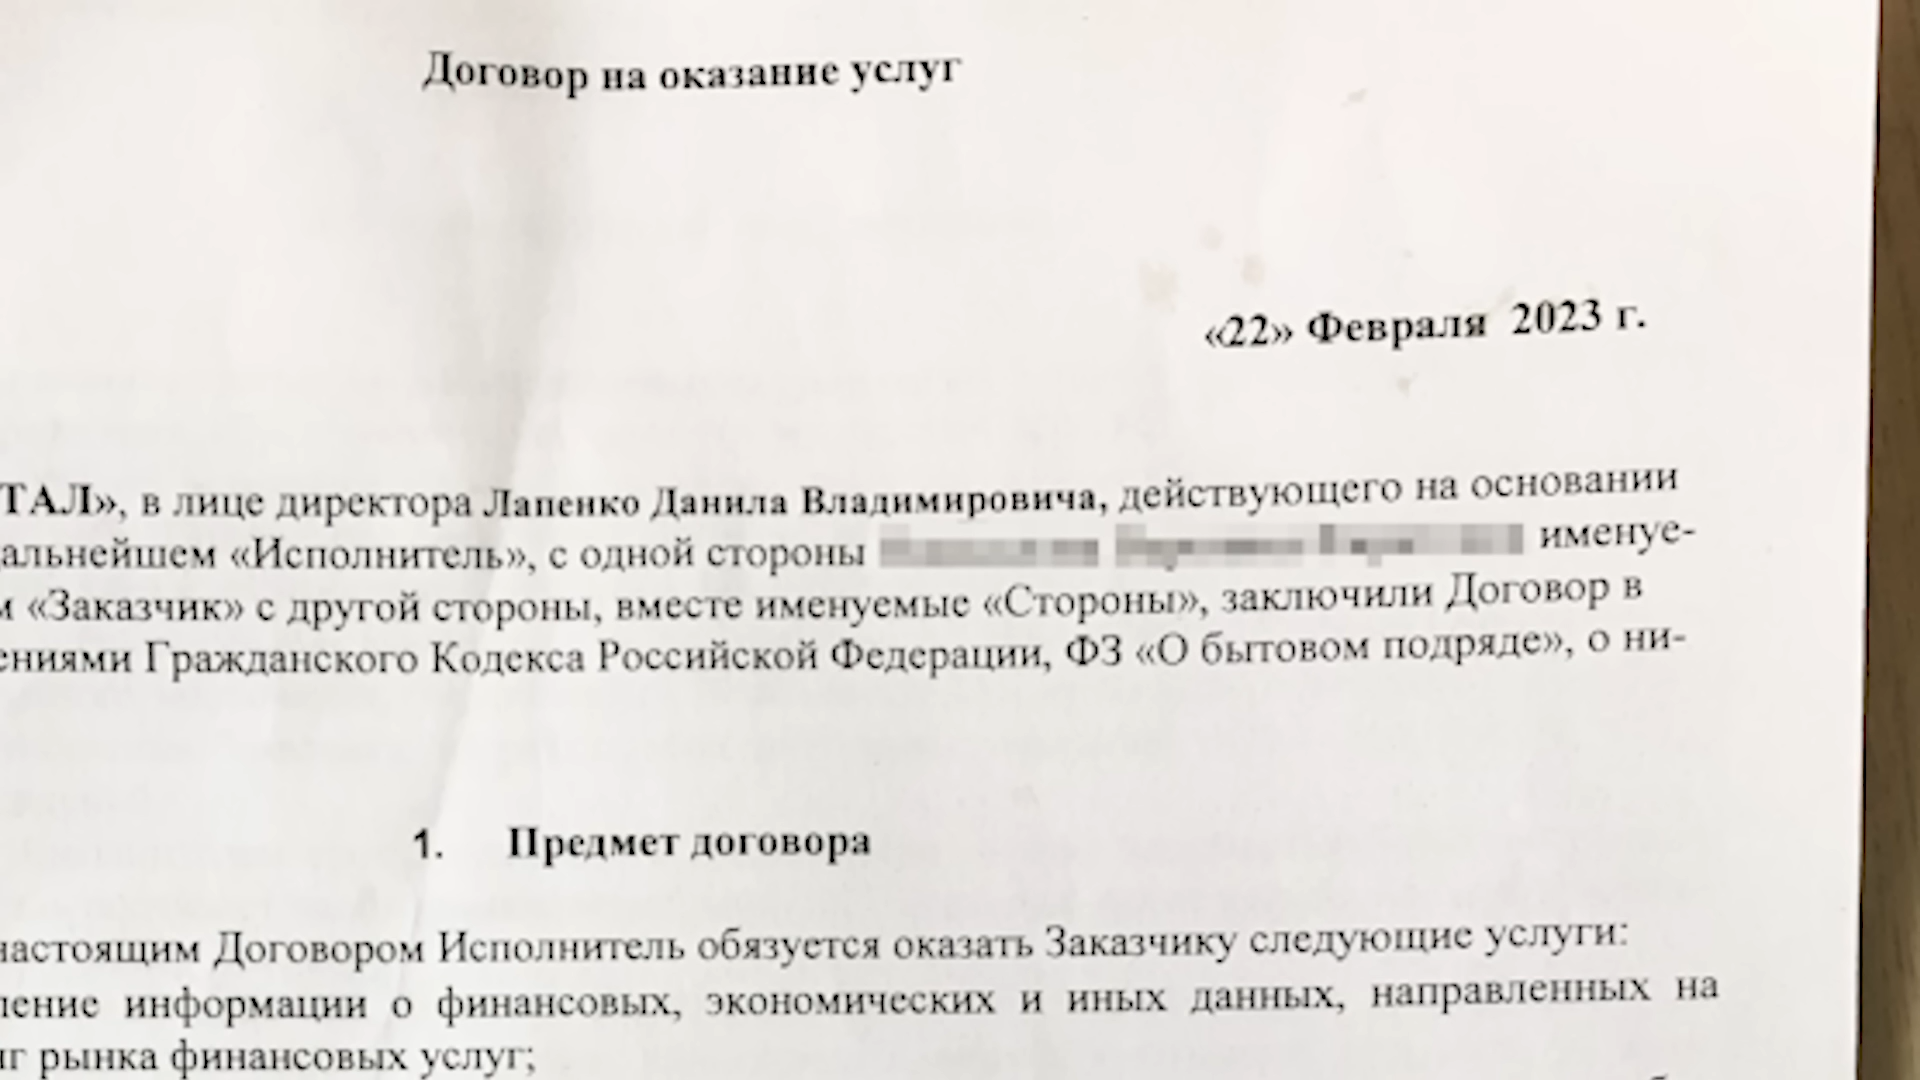 Договор на оказание услуг
«22» Февраля 2023 г.
ТАЛ», в лице директора Лапенко Данила Владимировича, действующего на основании
альнейшем «Исполнитель», с одной стороны именуе-
м «Заказчик» с другой стороны, вместе именуемые «Стороны», заключили Договор в
ениями Гражданского Кодекса Российской Федерации, ФЗ «О бытовом подряде», о ни-
1. Предмет договора
настоящим Договором Исполнитель обязуется оказать Заказчику следующие услуги:
ление информации о финансовых, экономических и иных данных, направленных на
нг рынка финансовых услуг;